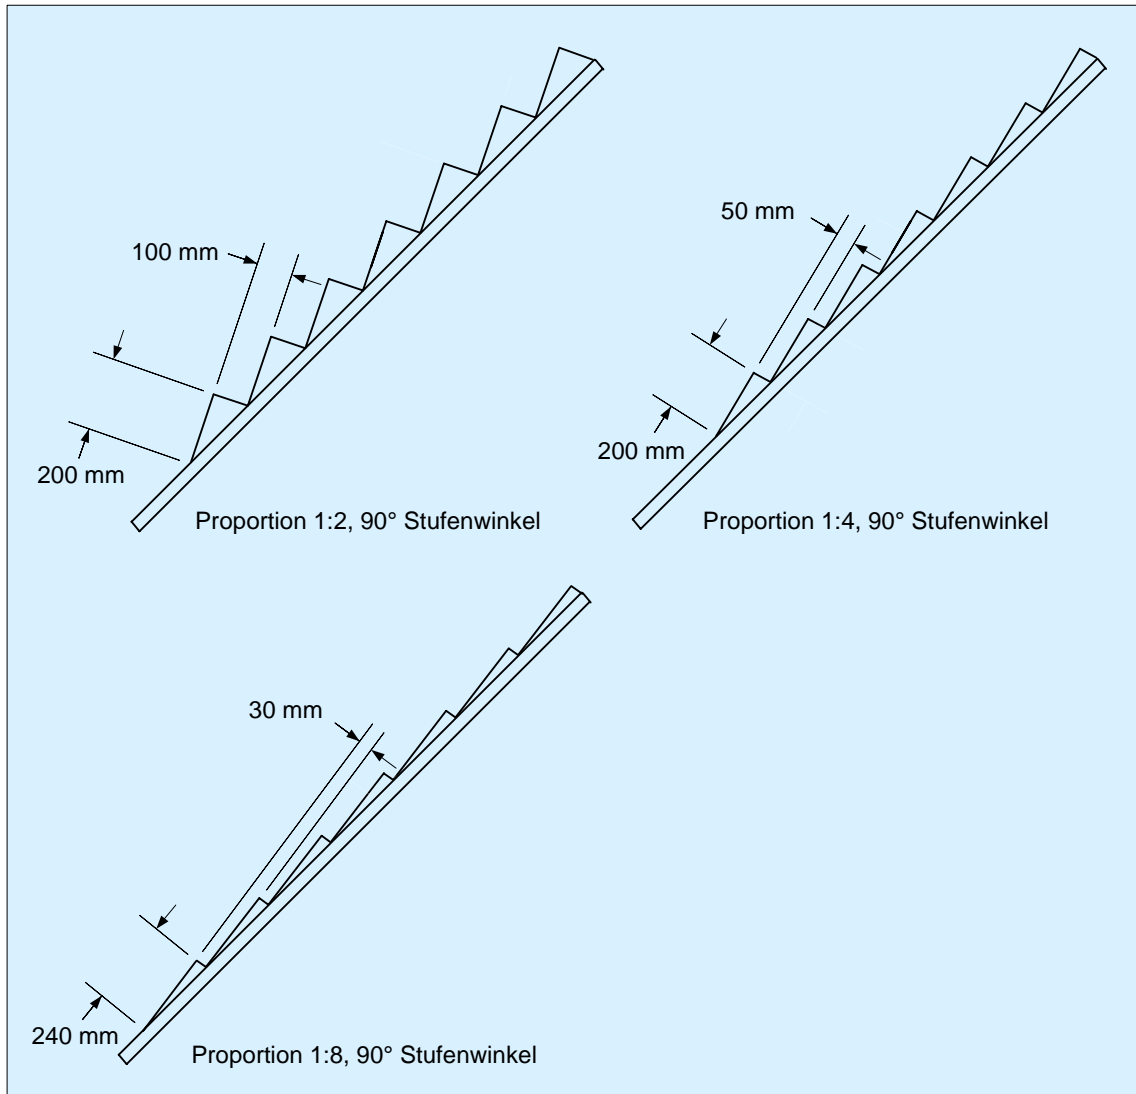 100 mm
200 mm
Proportion 1:2, 90° Stufenwinkel
50 mm
200 mm
Proportion 1:4, 90° Stufenwinkel
30 mm
240 mm
Proportion 1:8, 90° Stufenwinkel